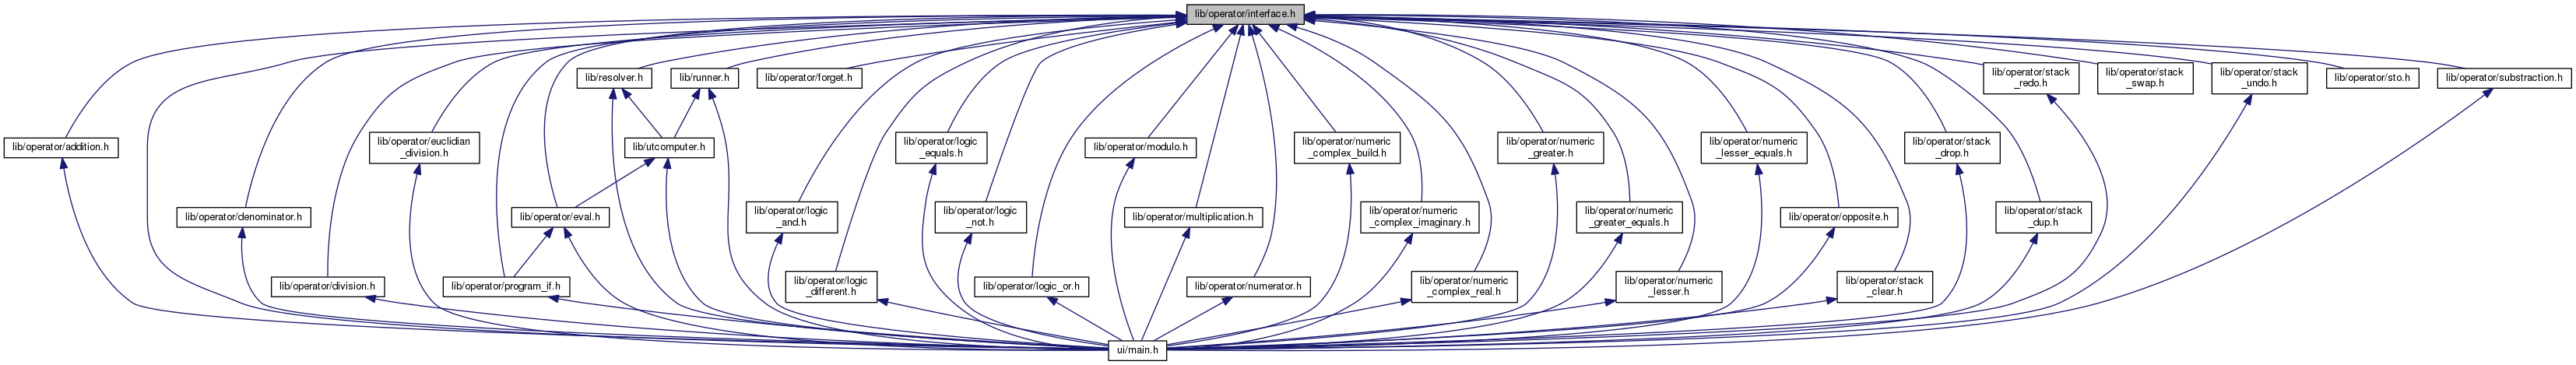 lib/operator/interface.h
lib/resolver.h
lib/runner.h
lib/operator/forget.h
lib/operator/stack
_redo.h
lib/operator/stack
_swap.h
lib/operator/stack
_undo.h
lib/operator/sto.h
lib/operator/substraction.h
lib/operator/addition.h
lib/operator/euclidian
_division.h
lib/utcomputer.h
lib/operator/logic
_equals.h
lib/operator/modulo.h
lib/operator/numeric
_complex_build.h
lib/operator/numeric
_greater.h
lib/operator/numeric
_lesser_equals.h
lib/operator/stack
_drop.h
lib/operator/denominator.h
lib/operator/eval.h
lib/operator/logic
_and.h
lib/operator/logic
_not.h
lib/operator/multiplication.h
lib/operator/numeric
_complex_imaginary.h
lib/operator/numeric
_greater_equals.h
lib/operator/opposite.h
lib/operator/stack
_dup.h
lib/operator/division.h
lib/operator/program_if.h
lib/operator/logic
_different.h
lib/operator/logic_or.h
lib/operator/numerator.h
lib/operator/numeric
_complex_real.h
lib/operator/numeric
_lesser.h
lib/operator/stack
_clear.h
ui/main.h